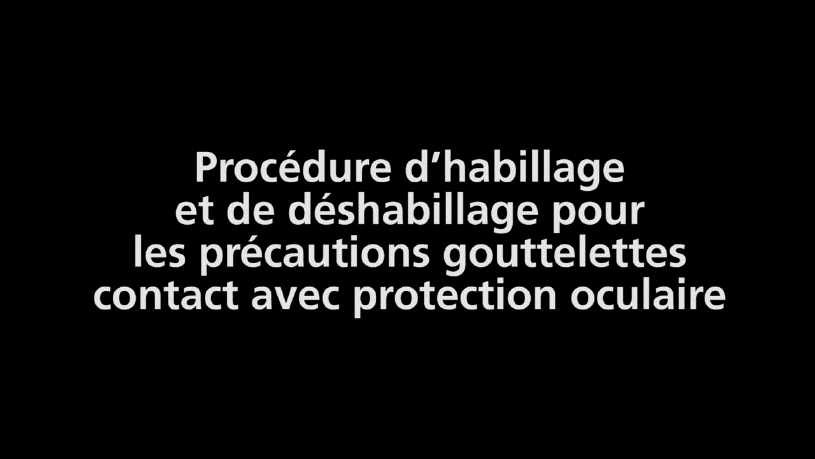 Procédure d’habillage
et de déshabillage pour
les précautions gouttelettes
contact avec protection oculaire